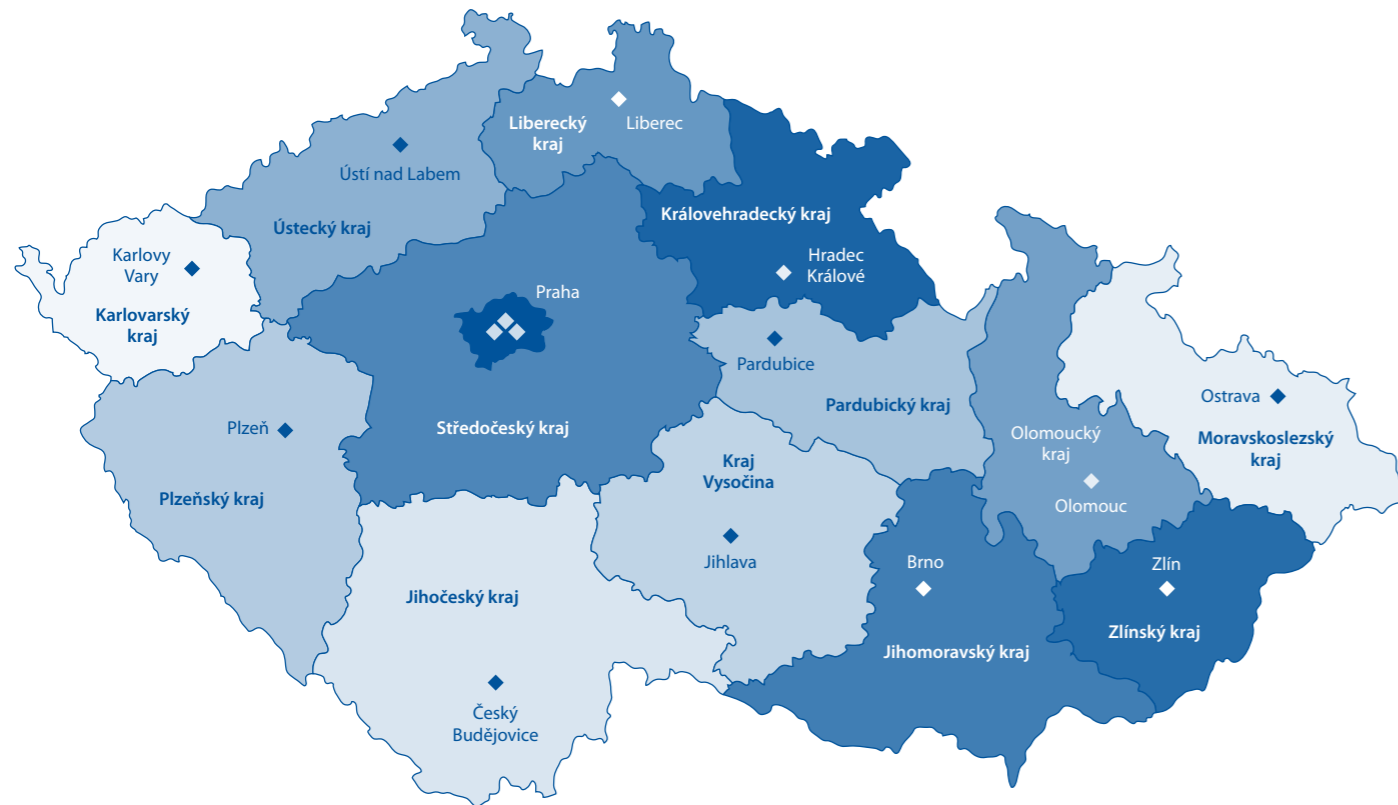 Liberecký
kraj
Liberec
Ústí nad Labem
Ústecký kraj
Královehradecký kraj
Hradec
Králové
Karlovy
Vary
Karlovarský
kraj
Praha
Pardubice
Pardubický kraj
Ostrava
Moravskoslezský
kraj
Plzeň
Plzeňský kraj
Středočeský kraj
Olomoucký
kraj
Olomouc
Kraj
Vysočina
Jihlava
Brno
Jihomoravský kraj
Zlín
Zlínský kraj
Jihočeský kraj
Český
Budějovice